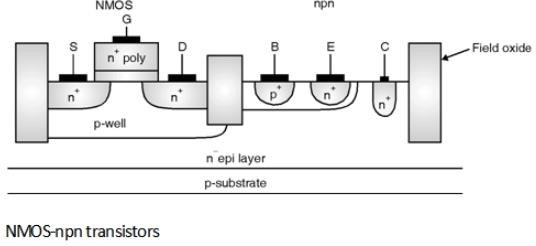 NMOS npn
G
S D B E C
Field oxide
n+ poly
n+ n+ p+ n+ n+
p-well
n- epi layer
p-substrate
NMOS-npn transistors